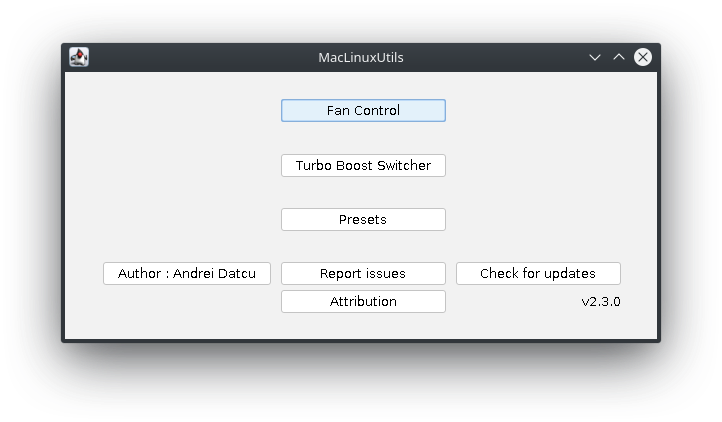 MacLinuxUtils
Fan Control
Turbo Boost Switcher
Presets
Author : Andrei Datcu
Report issues
Check for updates
Attribution
v2.3.0